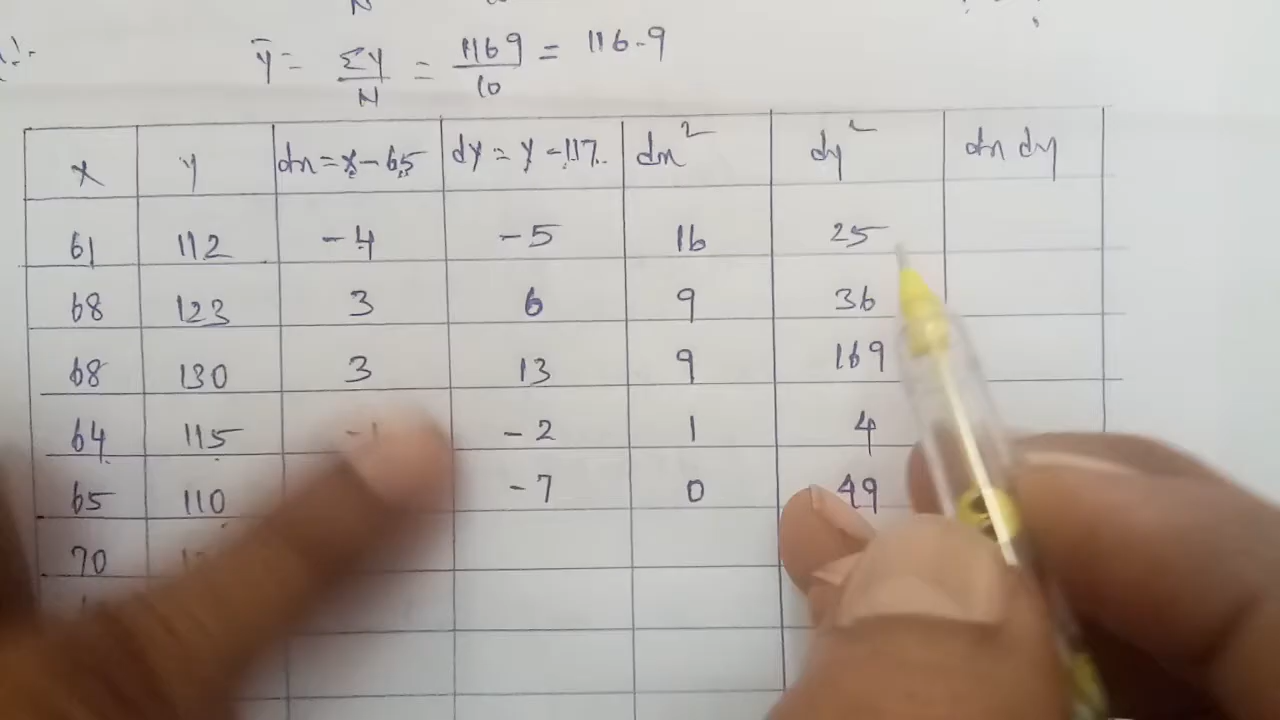 N
ȳ = ΣY/N = 1169/10 = 116.9
x y dx = x - 65 dy = y - 117 dx² dy² dx dy
61 112 -4 -5 16 25
68 123 3 6 9 36
68 130 3 13 9 169
64 115 -1 -2 1 4
65 110 -7 0 49
70